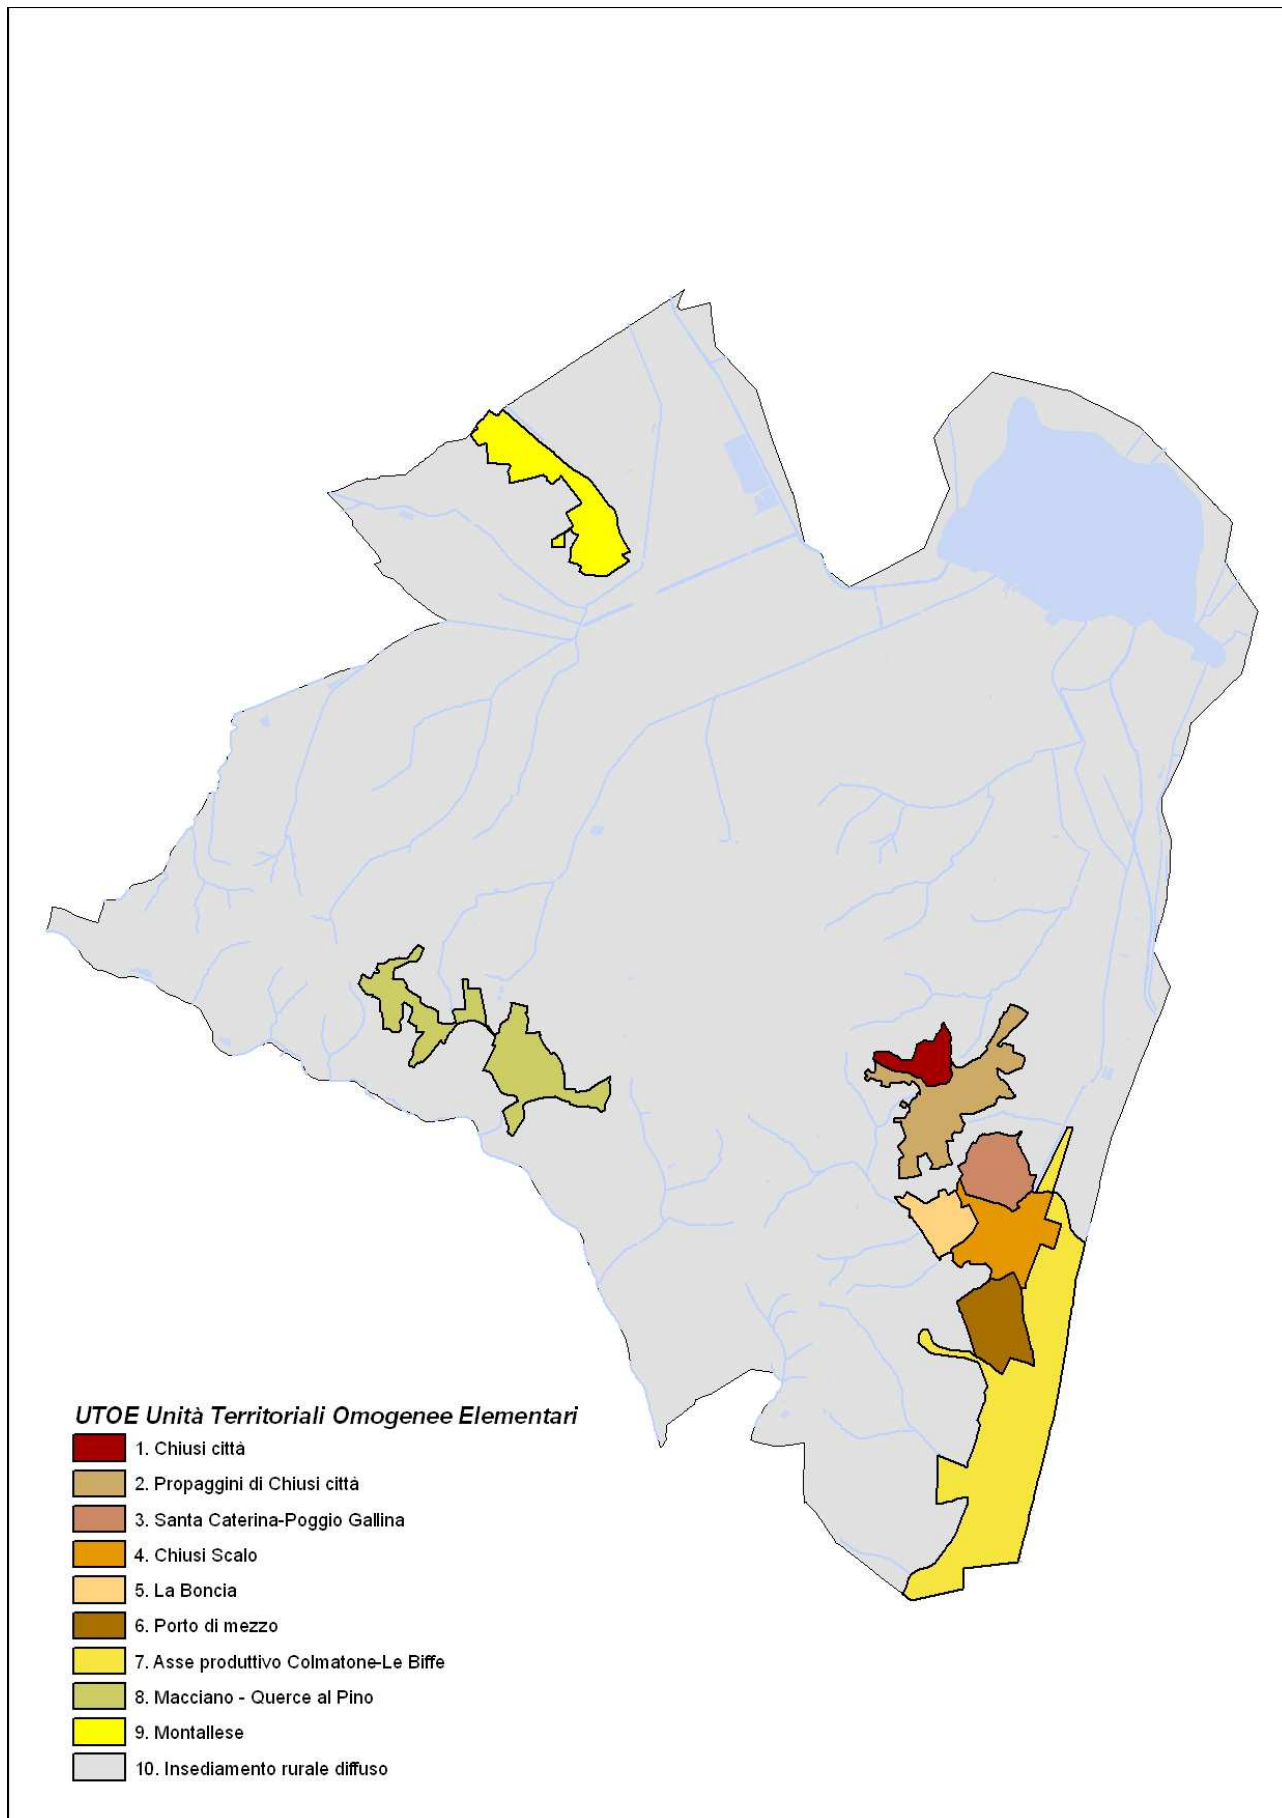 UTOE Unità Territoriali Omogenee Elementari
1. Chiusi città
2. Propaggini di Chiusi città
3. Santa Caterina-Poggio Gallina
4. Chiusi Scalo
5. La Boncia
6. Porto di mezzo
7. Asse produttivo Colmatone-Le Biffe
8. Macciano - Querce al Pino
9. Montallese
10. Insediamento rurale diffuso